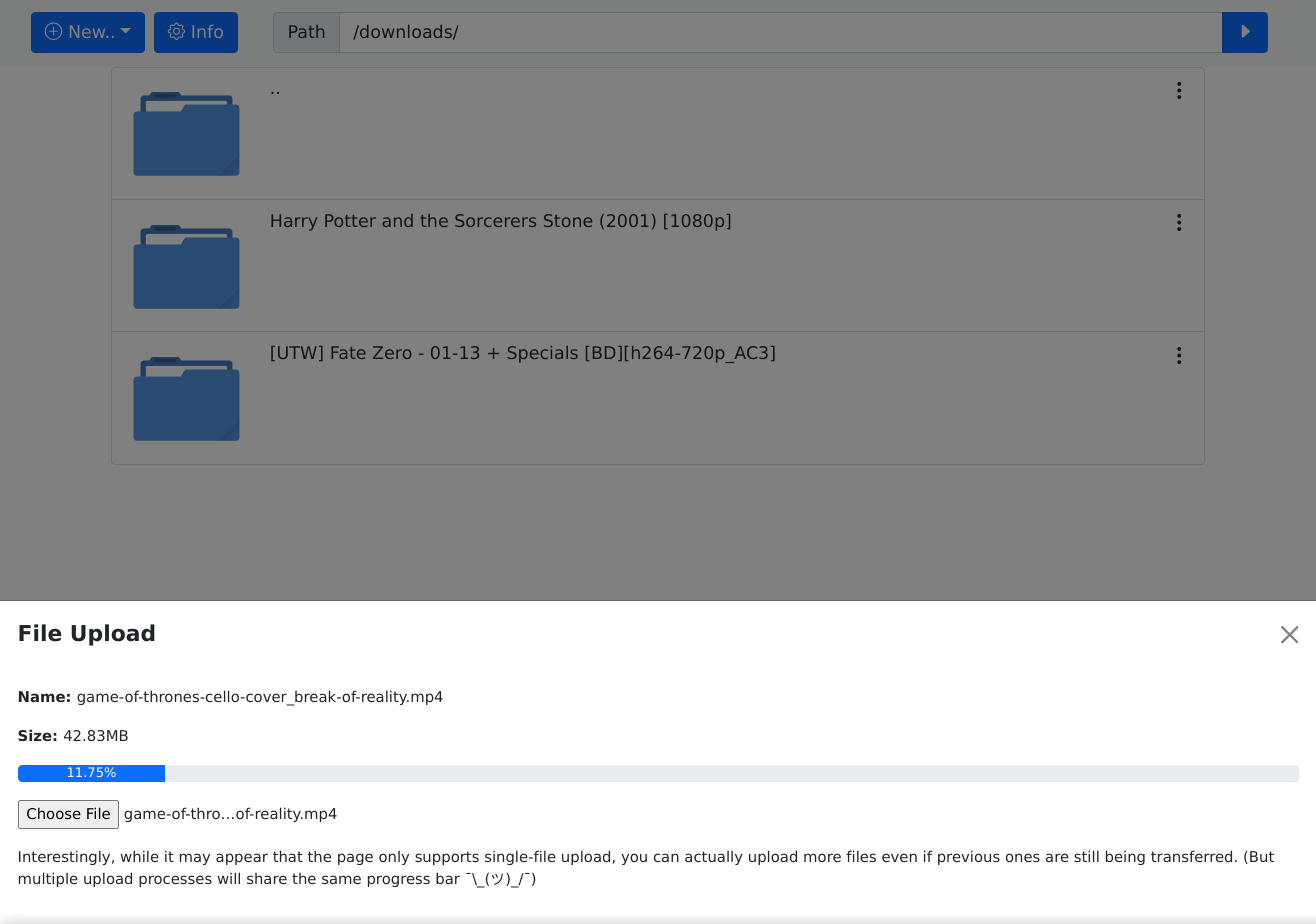 New..
Info
Path
/downloads/
..
Harry Potter and the Sorcerers Stone (2001) [1080p]
[UTW] Fate Zero - 01-13 + Specials [BD][h264-720p_AC3]
File Upload
Name: game-of-thrones-cello-cover_break-of-reality.mp4
Size: 42.83MB
11.75%
Choose File game-of-thro...of-reality.mp4
Interestingly, while it may appear that the page only supports single-file upload, you can actually upload more files even if previous ones are still being transferred. (But
multiple upload processes will share the same progress bar ¯\_(ツ)_/¯)